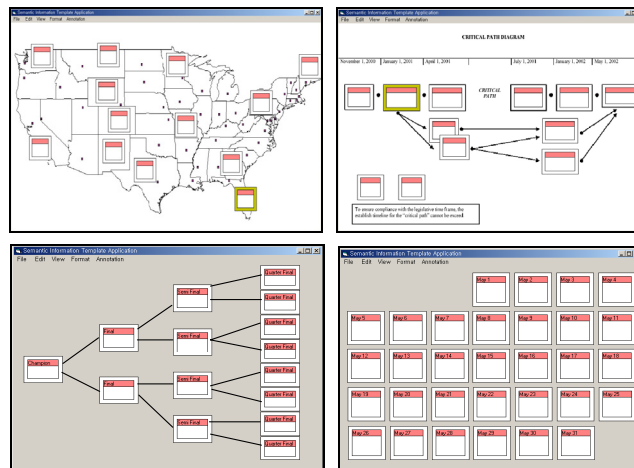 Semantic Information Template Application
File Edit View Format Annotation
Semantic Information Template Application
File Edit View Format Annotation
CRITICAL PATH DIAGRAM
November 1, 2000 January 1, 2001 April 1, 2001 July 1, 2001 January 1, 2002 May 1, 2002
CRITICAL
PATH
To ensure compliance with the legislative time frame, the
establish timeline for the "critical path" cannot be exceed
Semantic Information Template Application
File Edit View Format Annotation
Quarter Final
Semi Final
Quarter Final
Final
Quarter Final
Semi Final
Quarter Final
Champion
Quarter Final
Semi Final
Final
Quarter Final
Quarter Final
Semi Final
Quarter Final
Semantic Information Template Application
File Edit View Format Annotation
May 1 May 2 May 3 May 4
May 5 May 6 May 7 May 8 May 9 May 10 May 11
May 12 May 13 May 14 May 15 May 16 May 17 May 18
May 19 May 20 May 21 May 22 May 23 May 24 May 25
May 26 May 27 May 28 May 29 May 30 May 31